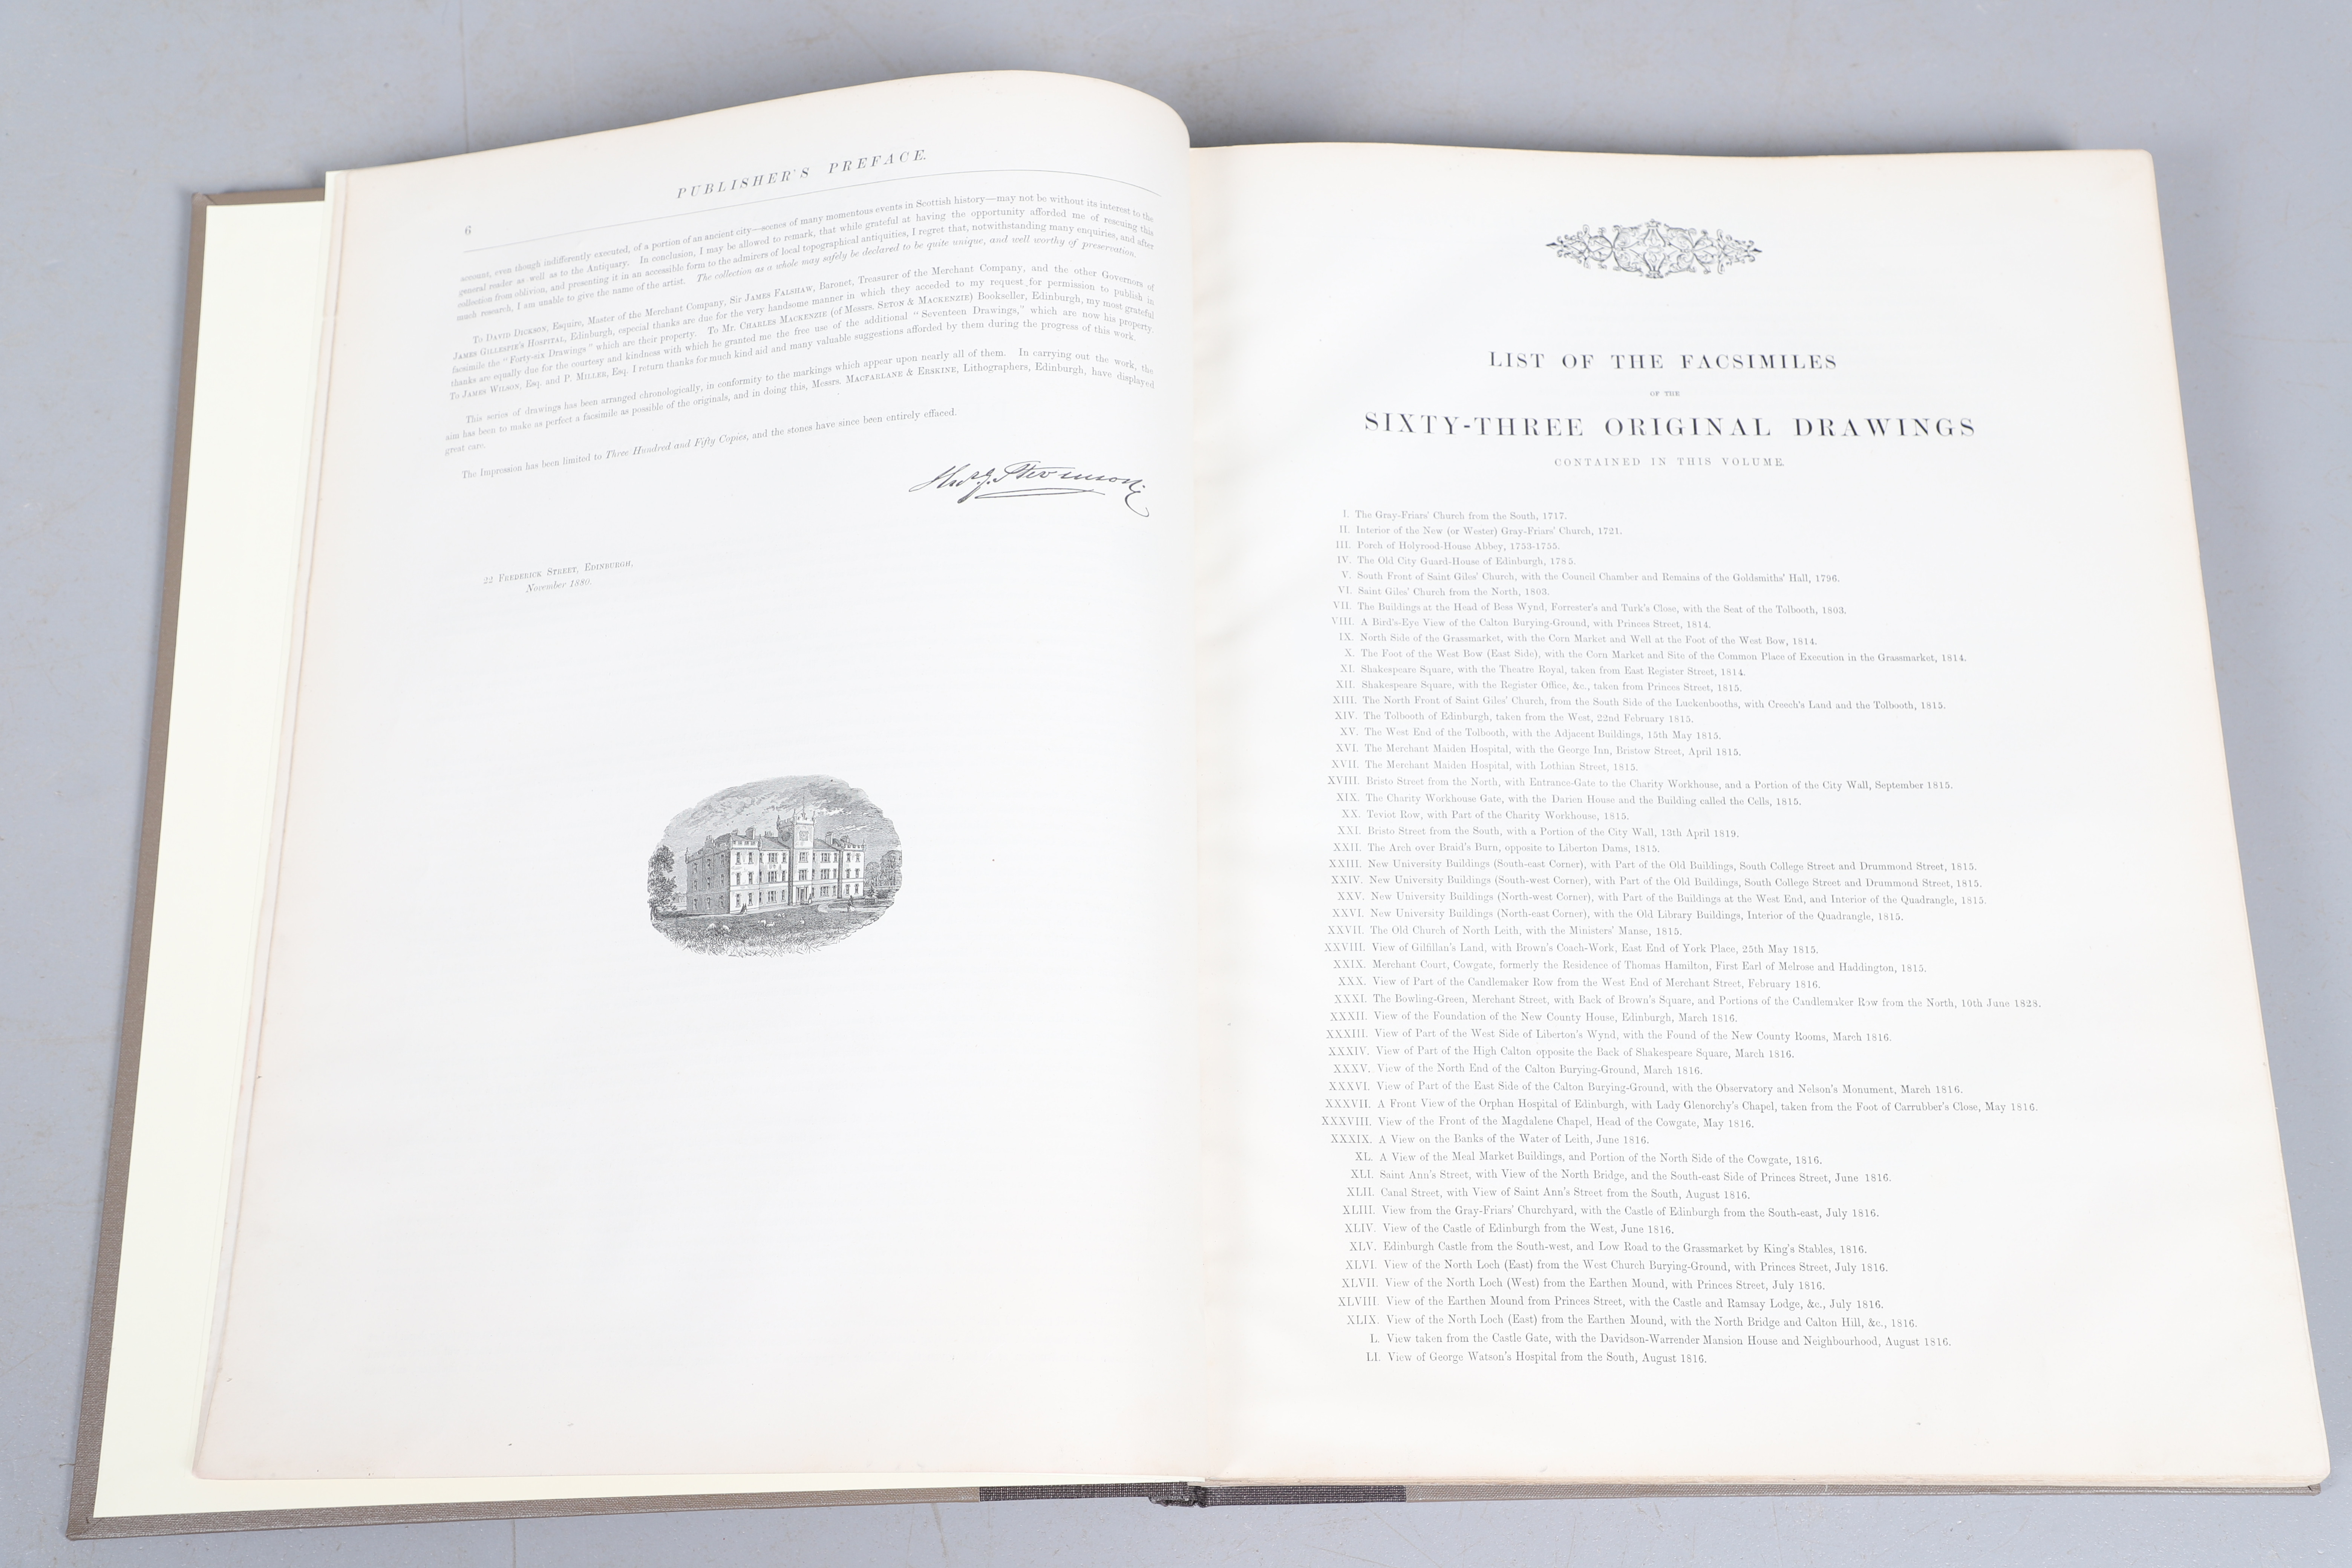 6
PUBLISHER'S PREFACE.
account, even though indifferently executed, of a portion of an ancient city—scenes of many momentous events in Scottish history—may not be without its interest to the
general reader as well as to the Antiquary. In conclusion, I may be allowed to remark, that while grateful at having the opportunity afforded me of rescuing this
collection from oblivion, and presenting it in an accessible form to the admirers of local topographical antiquities, I regret that, notwithstanding many enquiries, and after
much research, I am unable to give the name of the artist. The collection as a whole may safely be declared to be quite unique, and well worthy of preservation.
To DAVID DICKSON, Esquire, Master of the Merchant Company, Sir JAMES FALSHAW, Baronet, Treasurer of the Merchant Company, and the other Governors of
JAMES GILLESPIE'S HOSPITAL, Edinburgh, especial thanks are due for the very handsome manner in which they acceded to my request for permission to publish in
facsimile the "Forty-six Drawings" which are their property. To Mr. CHARLES MACKENZIE (of Messrs. SETON & MACKENZIE) Bookseller, Edinburgh, my most grateful
thanks are equally due for the courtesy and kindness with which he granted me the free use of the additional "Seventeen Drawings," which are now his property.
To JAMES WILSON, Esq. and P. MILLER, Esq. I return thanks for much kind aid and many valuable suggestions afforded by them during the progress of this work.
This series of drawings has been arranged chronologically, in conformity to the markings which appear upon nearly all of them. In carrying out the work, the
aim has been to make as perfect a facsimile as possible of the originals, and in doing this, Messrs. MACFARLANE & ERSKINE, Lithographers, Edinburgh, have displayed
great care.
The Impression has been limited to Three Hundred and Fifty Copies, and the stones have since been entirely effaced.
Thos. G. Stevenson
22 FREDERICK STREET, EDINBURGH,
November 1880.
LIST OF THE FACSIMILES
OF THE
SIXTY-THREE ORIGINAL DRAWINGS
CONTAINED IN THIS VOLUME.
I. The Gray-Friars' Church from the South, 1717.
II. Interior of the New (or Wester) Gray-Friars' Church, 1721.
III. Porch of Holyrood-House Abbey, 1753-1755.
IV. The Old City Guard-House of Edinburgh, 1785.
V. South Front of Saint Giles' Church, with the Council Chamber and Remains of the Goldsmiths' Hall, 1796.
VI. Saint Giles' Church from the North, 1803.
VII. The Buildings at the Head of Bess Wynd, Forrester's and Turk's Close, with the Seat of the Tolbooth, 1803.
VIII. A Bird's-Eye View of the Calton Burying-Ground, with Princes Street, 1814.
IX. North Side of the Grassmarket, with the Corn Market and Well at the Foot of the West Bow, 1814.
X. The Foot of the West Bow (East Side), with the Corn Market and Site of the Common Place of Execution in the Grassmarket, 1814.
XI. Shakespeare Square, with the Theatre Royal, taken from East Register Street, 1814.
XII. Shakespeare Square, with the Register Office, &c., taken from Princes Street, 1815.
XIII. The North Front of Saint Giles' Church, from the South Side of the Luckenbooths, with Creech's Land and the Tolbooth, 1815.
XIV. The Tolbooth of Edinburgh, taken from the West, 22nd February 1815.
XV. The West End of the Tolbooth, with the Adjacent Buildings, 15th May 1815.
XVI. The Merchant Maiden Hospital, with the George Inn, Bristow Street, April 1815.
XVII. The Merchant Maiden Hospital, with Lothian Street, 1815.
XVIII. Bristo Street from the North, with Entrance-Gate to the Charity Workhouse, and a Portion of the City Wall, September 1815.
XIX. The Charity Workhouse Gate, with the Darien House and the Building called the Cells, 1815.
XX. Teviot Row, with Part of the Charity Workhouse, 1815.
XXI. Bristo Street from the South, with a Portion of the City Wall, 13th April 1819.
XXII. The Arch over Braid's Burn, opposite to Liberton Dams, 1815.
XXIII. New University Buildings (South-east Corner), with Part of the Old Buildings, South College Street and Drummond Street, 1815.
XXIV. New University Buildings (South-west Corner), with Part of the Old Buildings, South College Street and Drummond Street, 1815.
XXV. New University Buildings (North-west Corner), with Part of the Buildings at the West End, and Interior of the Quadrangle, 1815.
XXVI. New University Buildings (North-east Corner), with the Old Library Buildings, Interior of the Quadrangle, 1815.
XXVII. The Old Church of North Leith, with the Ministers' Manse, 1815.
XXVIII. View of Gilfillan's Land, with Brown's Coach-Work, East End of York Place, 25th May 1815.
XXIX. Merchant Court, Cowgate, formerly the Residence of Thomas Hamilton, First Earl of Melrose and Haddington, 1815.
XXX. View of Part of the Candlemaker Row from the West End of Merchant Street, February 1816.
XXXI. The Bowling-Green, Merchant Street, with Back of Brown's Square, and Portions of the Candlemaker Row from the North, 10th June 1828.
XXXII. View of the Foundation of the New County House, Edinburgh, March 1816.
XXXIII. View of Part of the West Side of Liberton's Wynd, with the Found of the New County Rooms, March 1816.
XXXIV. View of Part of the High Calton opposite the Back of Shakespeare Square, March 1816.
XXXV. View of the North End of the Calton Burying-Ground, March 1816.
XXXVI. View of Part of the East Side of the Calton Burying-Ground, with the Observatory and Nelson's Monument, March 1816.
XXXVII. A Front View of the Orphan Hospital of Edinburgh, with Lady Glenorchy's Chapel, taken from the Foot of Carrubber's Close, May 1816.
XXXVIII. View of the Front of the Magdalene Chapel, Head of the Cowgate, May 1816.
XXXIX. A View on the Banks of the Water of Leith, June 1816.
XL. A View of the Meal Market Buildings, and Portion of the North Side of the Cowgate, 1816.
XLI. Saint Ann's Street, with View of the North Bridge, and the South-east Side of Princes Street, June 1816.
XLII. Canal Street, with View of Saint Ann's Street from the South, August 1816.
XLIII. View from the Gray-Friars' Churchyard, with the Castle of Edinburgh from the South-east, July 1816.
XLIV. View of the Castle of Edinburgh from the West, June 1816.
XLV. Edinburgh Castle from the South-west, and Low Road to the Grassmarket by King's Stables, 1816.
XLVI. View of the North Loch (East) from the West Church Burying-Ground, with Princes Street, July 1816.
XLVII. View of the North Loch (West) from the Earthen Mound, with Princes Street, July 1816.
XLVIII. View of the Earthen Mound from Princes Street, with the Castle and Ramsay Lodge, &c., July 1816.
XLIX. View of the North Loch (East) from the Earthen Mound, with the North Bridge and Calton Hill, &c., 1816.
L. View taken from the Castle Gate, with the Davidson-Warrender Mansion House and Neighbourhood, August 1816.
LI. View of George Watson's Hospital from the South, August 1816.